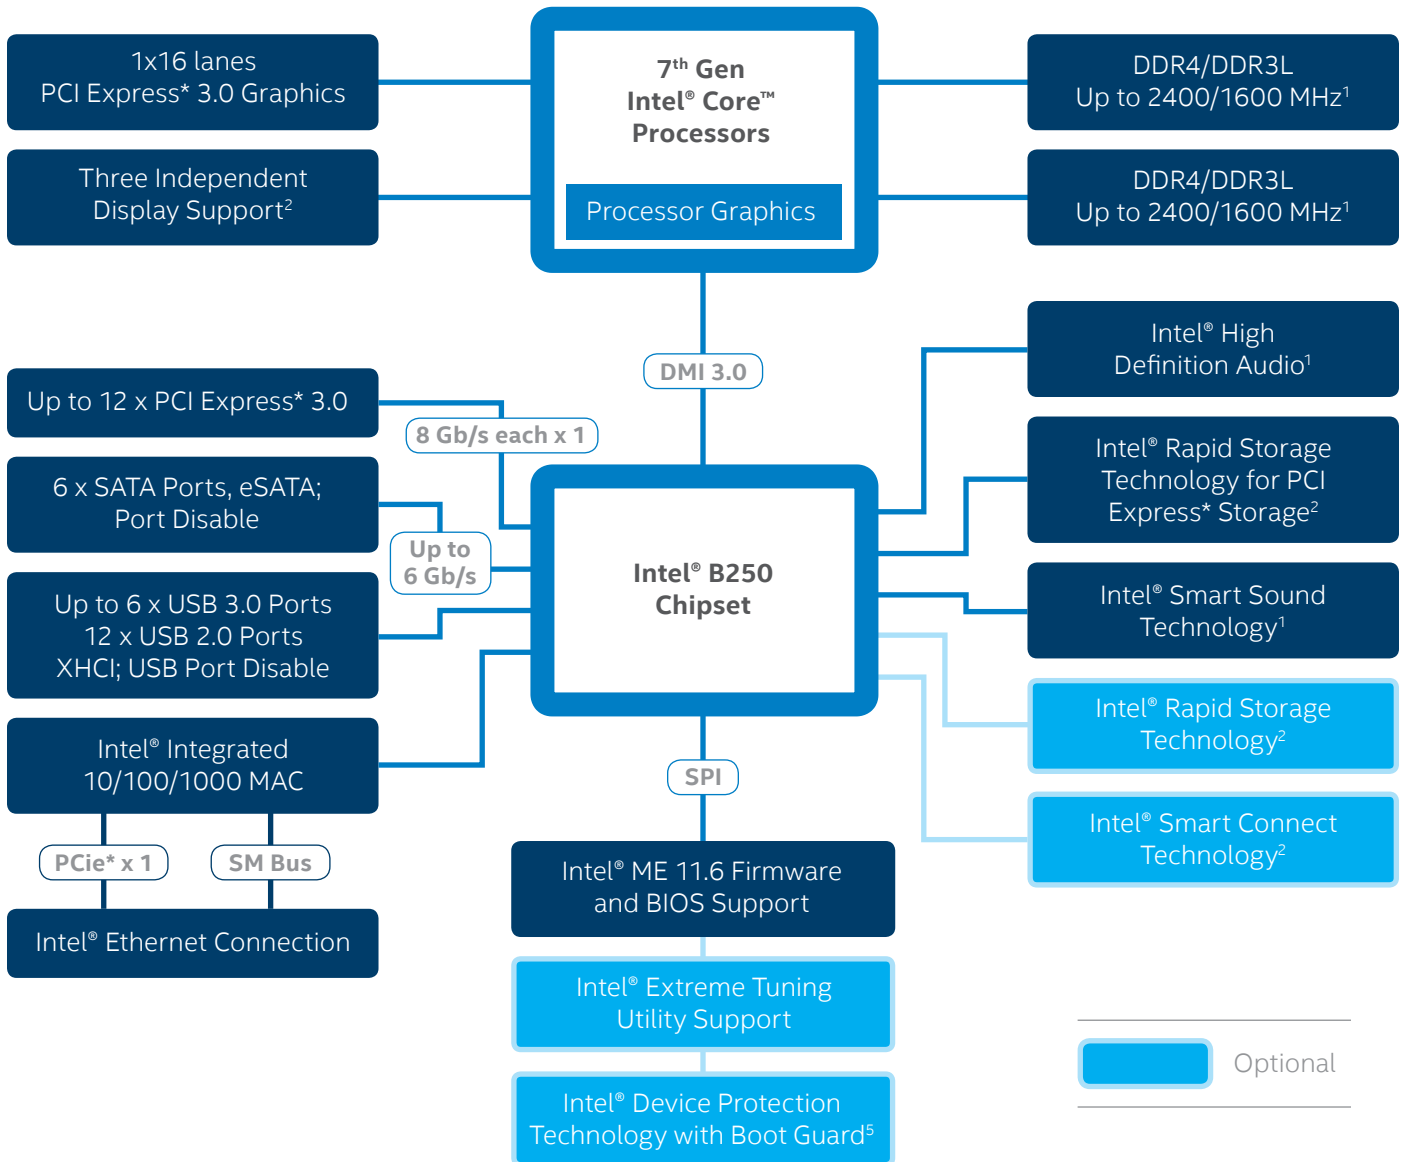 1x16 lanes
PCI Express* 3.0 Graphics
Three Independent
Display Support²
7th Gen
Intel® Core™
Processors
Processor Graphics
DDR4/DDR3L
Up to 2400/1600 MHz¹
DDR4/DDR3L
Up to 2400/1600 MHz¹
DMI 3.0
Up to 12 x PCI Express* 3.0
8 Gb/s each x 1
6 x SATA Ports, eSATA;
Port Disable
Up to
6 Gb/s
Up to 6 x USB 3.0 Ports
12 x USB 2.0 Ports
XHCI; USB Port Disable
Intel® Integrated
10/100/1000 MAC
PCie* x 1
SM Bus
Intel® Ethernet Connection
Intel® B250
Chipset
SPI
Intel® ME 11.6 Firmware
and BIOS Support
Intel® Extreme Tuning
Utility Support
Intel® Device Protection
Technology with Boot Guard⁵
Intel® High
Definition Audio¹
Intel® Rapid Storage
Technology for PCI
Express* Storage²
Intel® Smart Sound
Technology¹
Intel® Rapid Storage
Technology²
Intel® Smart Connect
Technology²
Optional